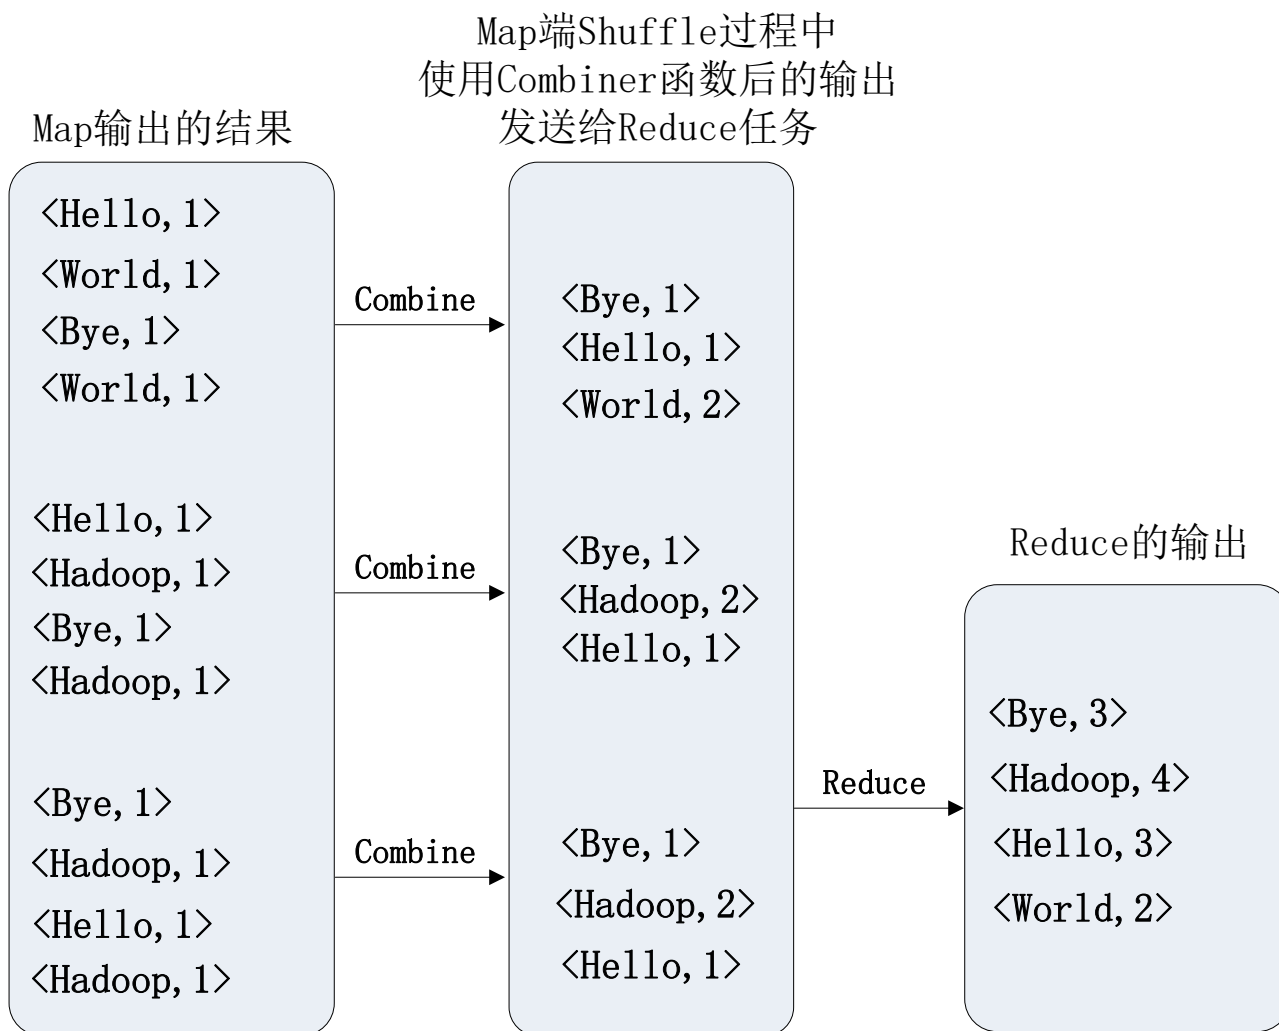 Map端Shuffle过程中
使用Combiner函数后的输出
发送给Reduce任务
Map输出的结果
<Hello,1>
<World,1>
<Bye,1>
<World,1>
<Hello,1>
<Hadoop,1>
<Bye,1>
<Hadoop,1>
<Bye,1>
<Hadoop,1>
<Hello,1>
<Hadoop,1>
Combine
Combine
Combine
<Bye,1>
<Hello,1>
<World,2>
<Bye,1>
<Hadoop,2>
<Hello,1>
<Bye,1>
<Hadoop,2>
<Hello,1>
Reduce
Reduce的输出
<Bye,3>
<Hadoop,4>
<Hello,3>
<World,2>